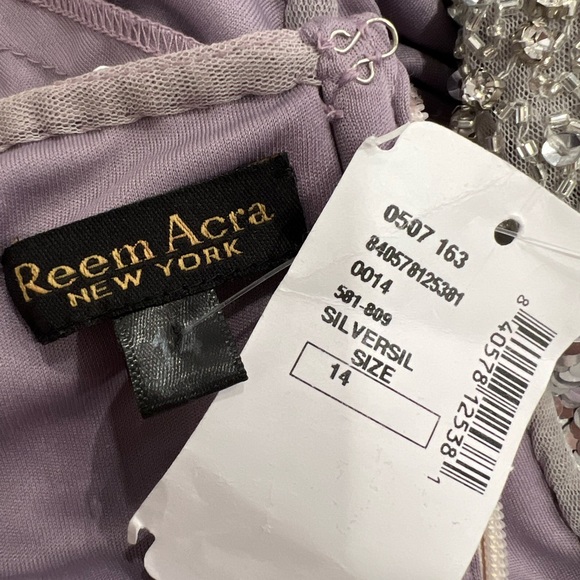 Reem Acra
NEW YORK
0507 163
840578125381
0014
581-809
SILVERSIL
SIZE
14
8 40578 12538 1